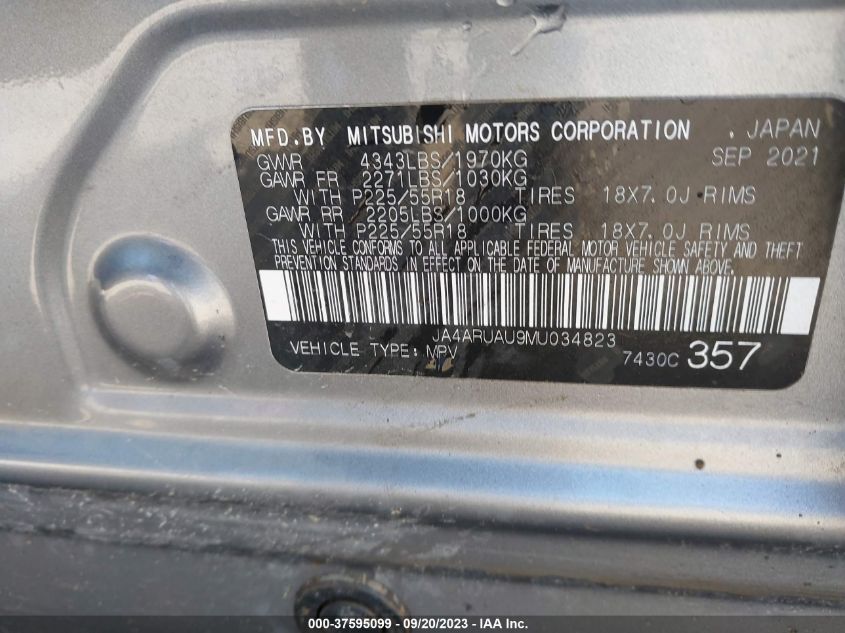 MFD.BY MITSUBISHI MOTORS CORPORATION . JAPAN
GVWR 4343LBS/1970KG SEP 2021
GAWR FR 2271LBS/1030KG
WITH P225/55R18 TIRES 18X7.0J RIMS
GAWR RR 2205LBS/1000KG
WITH P225/55R18 TIRES 18X7.0J RIMS
THIS VEHICLE CONFORMS TO ALL APPLICABLE FEDERAL MOTOR VEHICLE SAFETY AND THEFT
PREVENTION STANDARDS IN EFFECT ON THE DATE OF MANUFACTURE SHOWN ABOVE.
JA4ARUAU9MU034823
VEHICLE TYPE: MPV 7430C 357
000-37595099 - 09/20/2023 - © IAA Inc.